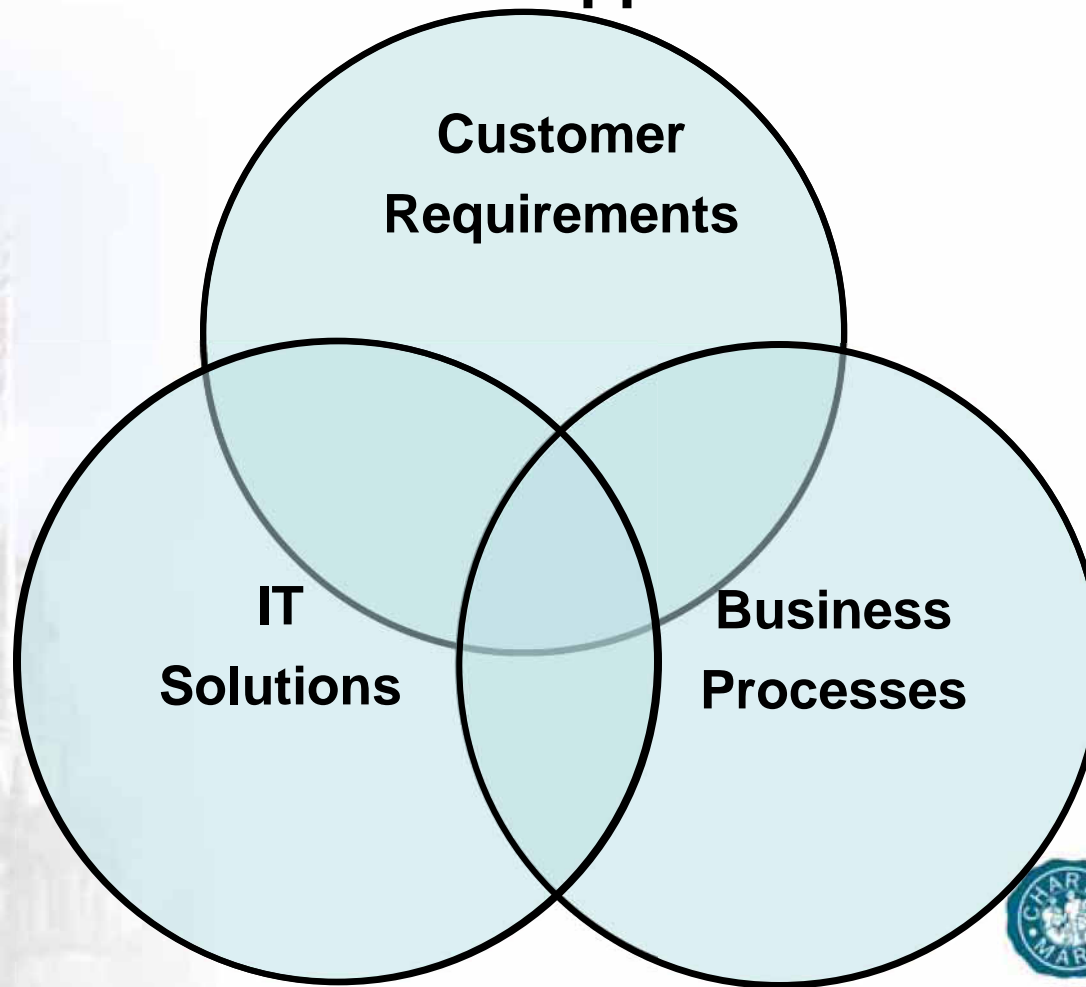 Customer
Requirements
IT
Solutions
Business
Processes